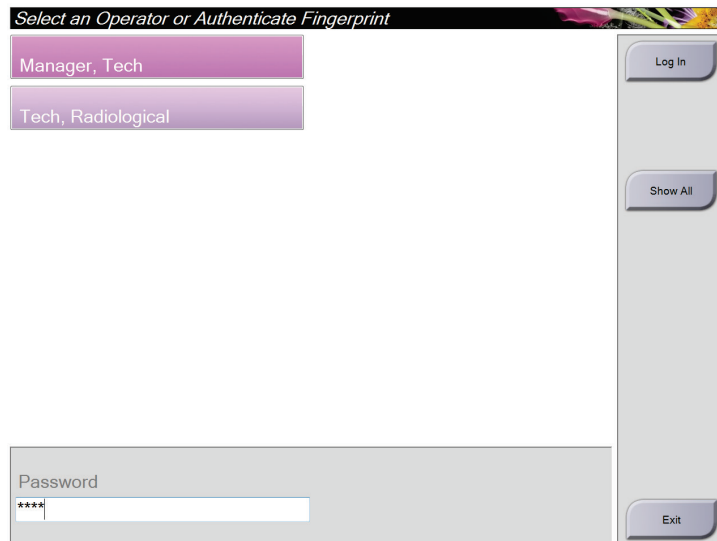 Select an Operator or Authenticate Fingerprint
Manager, Tech
Log In
Tech, Radiological
Show All
Password
****
Exit